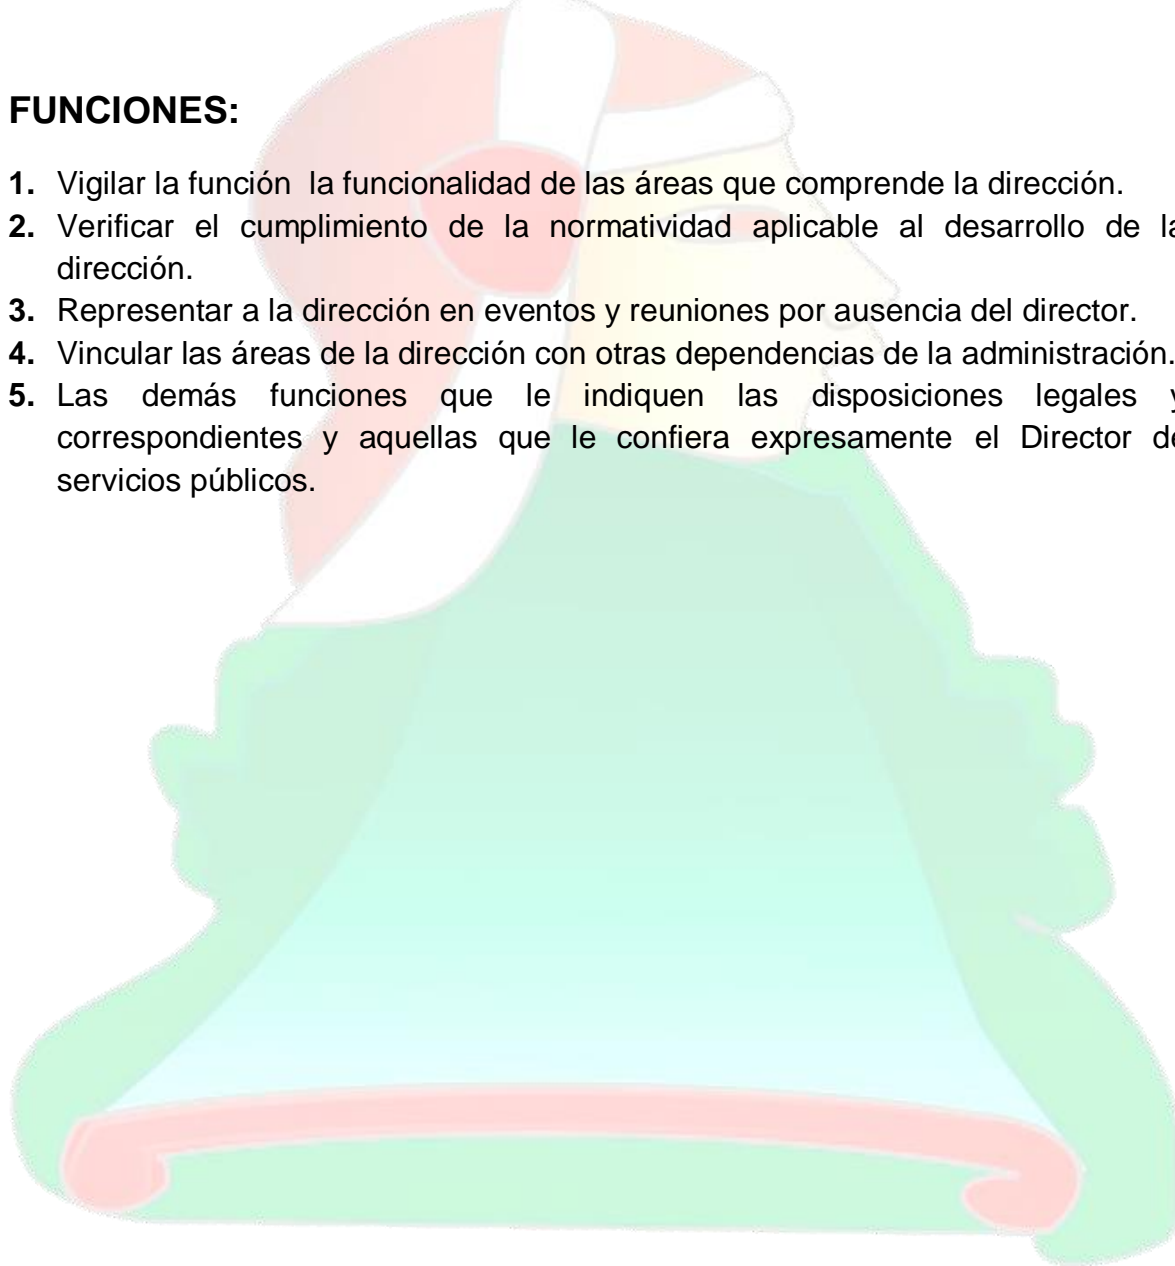 FUNCIONES:
1. Vigilar la función  la funcionalidad de las áreas que comprende la dirección.
2. Verificar el cumplimiento de la normatividad aplicable al desarrollo de la
dirección.
3. Representar a la dirección en eventos y reuniones por ausencia del director.
4. Vincular las áreas de la dirección con otras dependencias de la administración.
5. Las demás funciones que le indiquen las disposiciones legales y
correspondientes y aquellas que le confiera expresamente el Director de
servicios públicos.